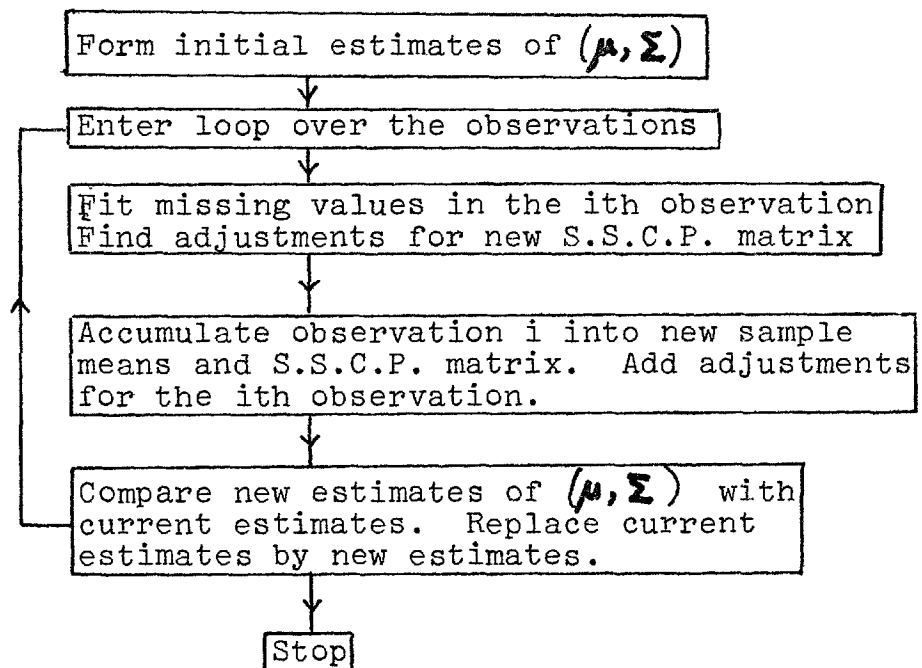 Form initial estimates of (μ, Σ)
Enter loop over the observations
Fit missing values in the ith observation
Find adjustments for new S.S.C.P. matrix
Accumulate observation i into new sample
means and S.S.C.P. matrix. Add adjustments
for the ith observation.
Compare new estimates of (μ, Σ) with
current estimates. Replace current
estimates by new estimates.
Stop